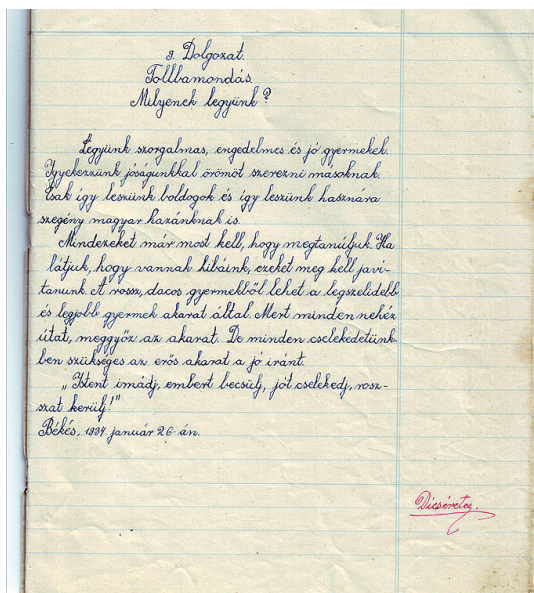 9. Dolgozat.
Tollbamondás.
Milyenek legyünk?
Legyünk szorgalmas, engedelmes és jó gyermekek.
Igyekezzünk jóságunkkal örömöt szerezni másoknak.
Csak így leszünk boldogok és így leszünk hasznára
szegény magyar hazánknak is.
Mindezeket már most kell, hogy megtanúljuk. Ha
látjuk, hogy vannak hibáink, ezeket meg kell javí-
tanunk. A rossz, dacos gyermekből lehet a legszelidebb
és legjobb gyermek akarat által. Mert minden nehéz
útat, meggyőz az akarat. De minden cselekedetünk-
ben szükséges az erős akarat a jó iránt.
„Istent imádj, embert becsülj, jót cselekedj, rosz-
szat kerülj!"
Békés, 1937. január 26-án.
Dicséretes.